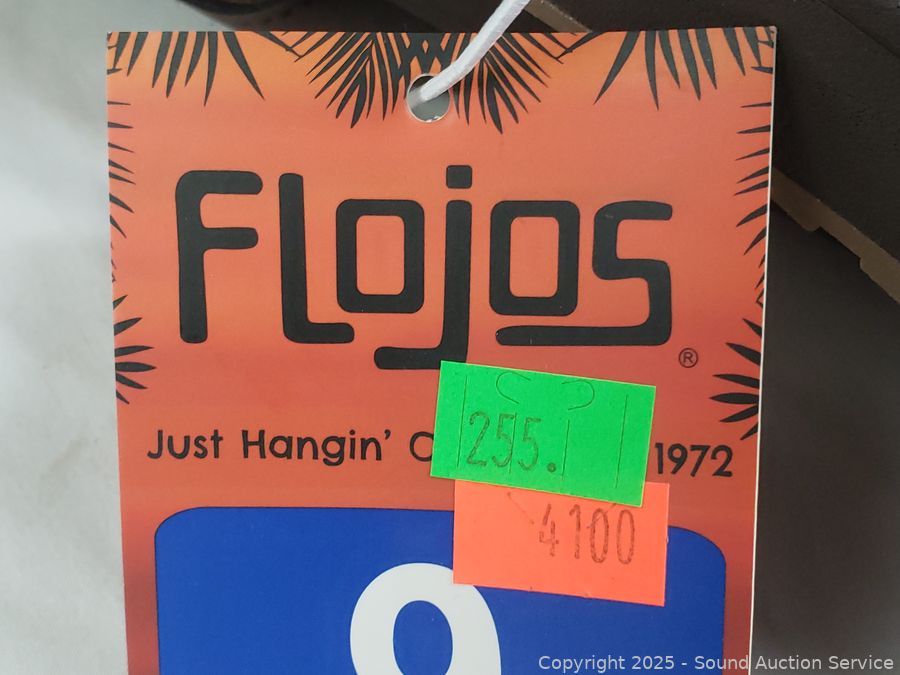 Flojos
®
Just Hangin' 1972
255.
4100
9
Copyright 2025 - Sound Auction Service